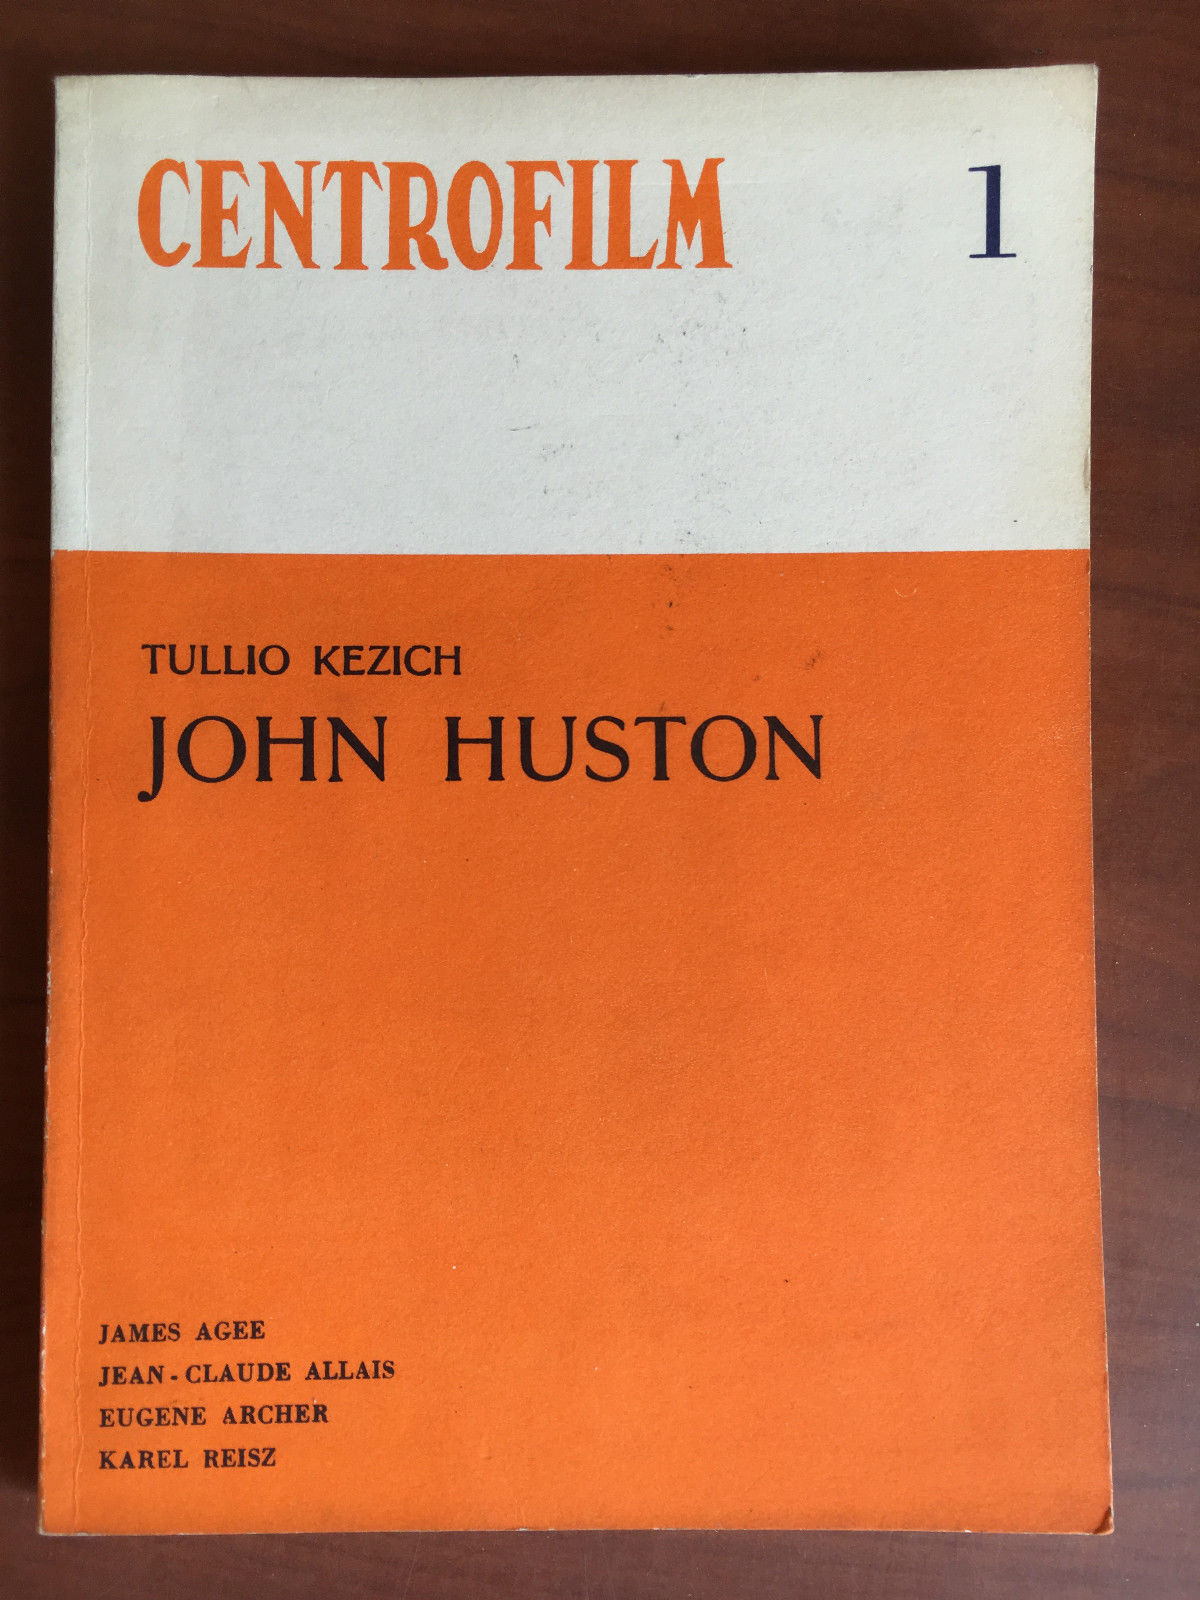 CENTROFILM 1
TULLIO KEZICH
JOHN HUSTON
JAMES AGEE
JEAN-CLAUDE ALLAIS
EUGENE ARCHER
KAREL REISZ